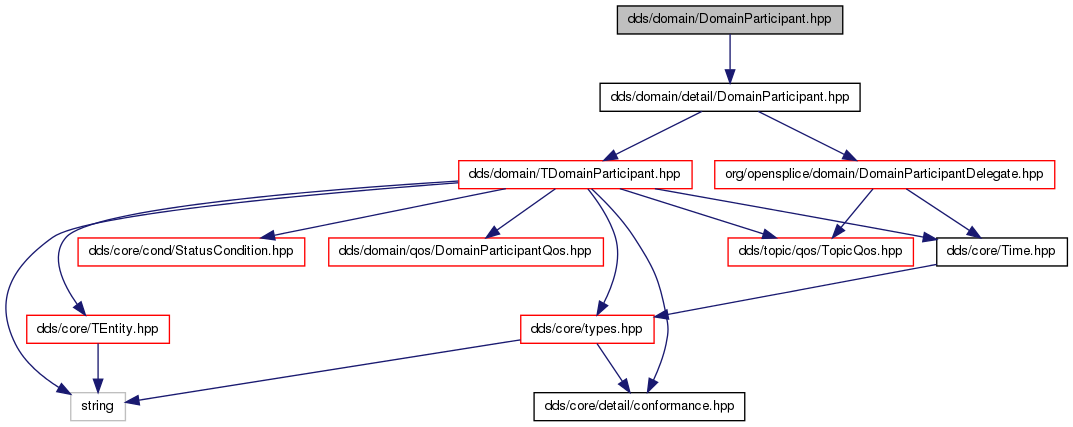 dds/domain/DomainParticipant.hpp
dds/domain/detail/DomainParticipant.hpp
dds/domain/TDomainParticipant.hpp
org/opensplice/domain/DomainParticipantDelegate.hpp
dds/core/cond/StatusCondition.hpp
dds/domain/qos/DomainParticipantQos.hpp
dds/topic/qos/TopicQos.hpp
dds/core/Time.hpp
dds/core/TEntity.hpp
dds/core/types.hpp
string
dds/core/detail/conformance.hpp